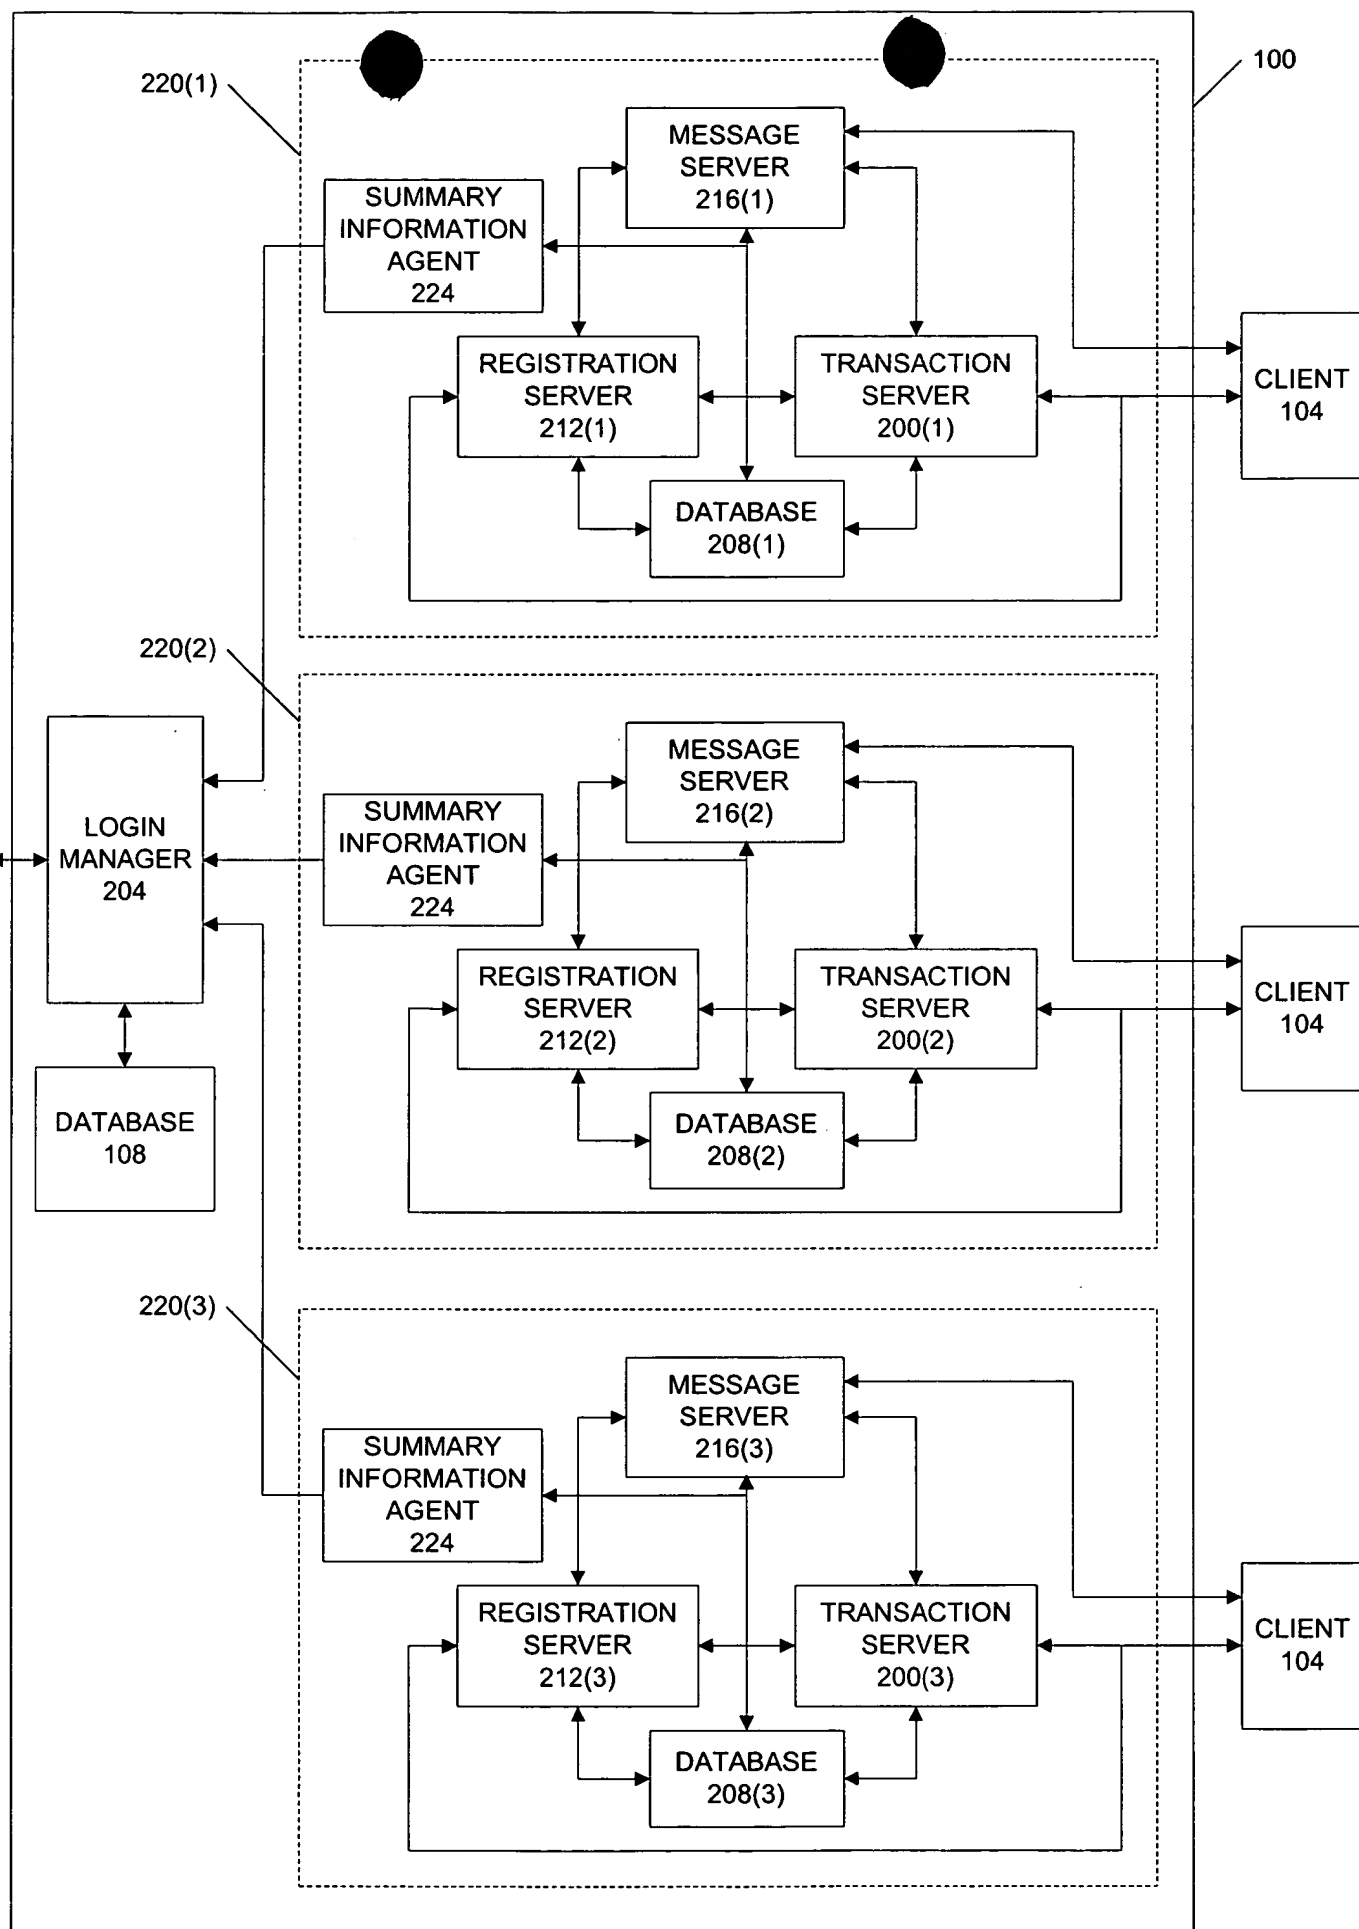 220(1)
100
MESSAGE
SERVER
216(1)
SUMMARY
INFORMATION
AGENT
224
REGISTRATION
SERVER
212(1)
TRANSACTION
SERVER
200(1)
CLIENT
104
DATABASE
208(1)
220(2)
MESSAGE
SERVER
216(2)
SUMMARY
INFORMATION
AGENT
224
LOGIN
MANAGER
204
REGISTRATION
SERVER
212(2)
TRANSACTION
SERVER
200(2)
CLIENT
104
DATABASE
108
DATABASE
208(2)
220(3)
MESSAGE
SERVER
216(3)
SUMMARY
INFORMATION
AGENT
224
REGISTRATION
SERVER
212(3)
TRANSACTION
SERVER
200(3)
CLIENT
104
DATABASE
208(3)